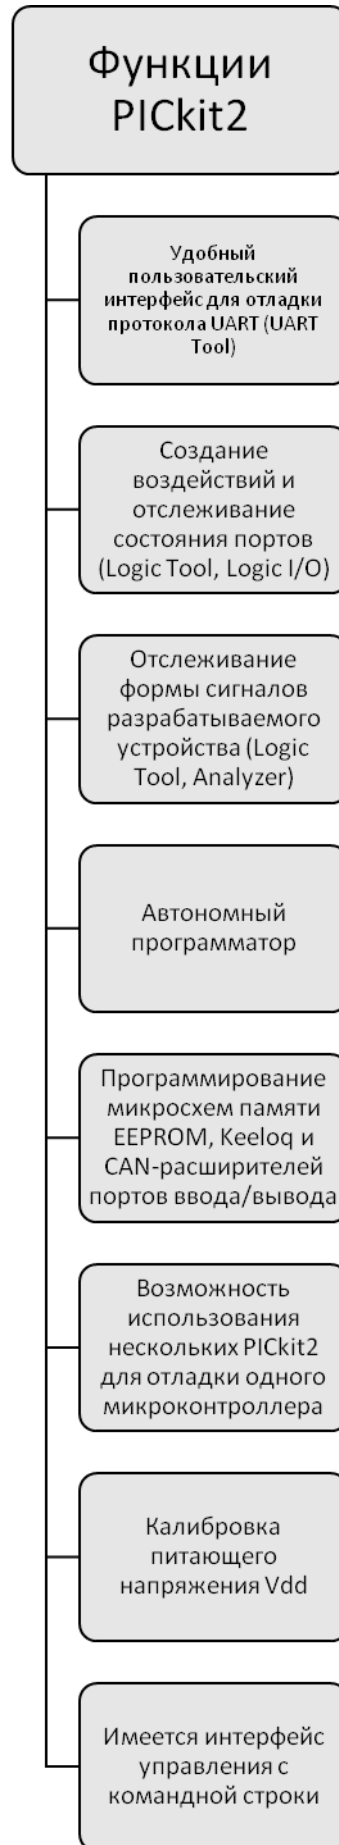 Функции
PICkit2
Удобный
пользовательский
интерфейс для отладки
протокола UART (UART
Tool)
Создание
воздействий и
отслеживание
состояния портов
(Logic Tool, Logic I/O)
Отслеживание
формы сигналов
разрабатываемого
устройства (Logic
Tool, Analyzer)
Автономный
программатор
Программирование
микросхем памяти
EEPROM, Keeloq и
CAN-расширителей
портов ввода/вывода
Возможность
использования
нескольких PICkit2
для отладки одного
микроконтроллера
Калибровка
питающего
напряжения Vdd
Имеется интерфейс
управления с
командной строки